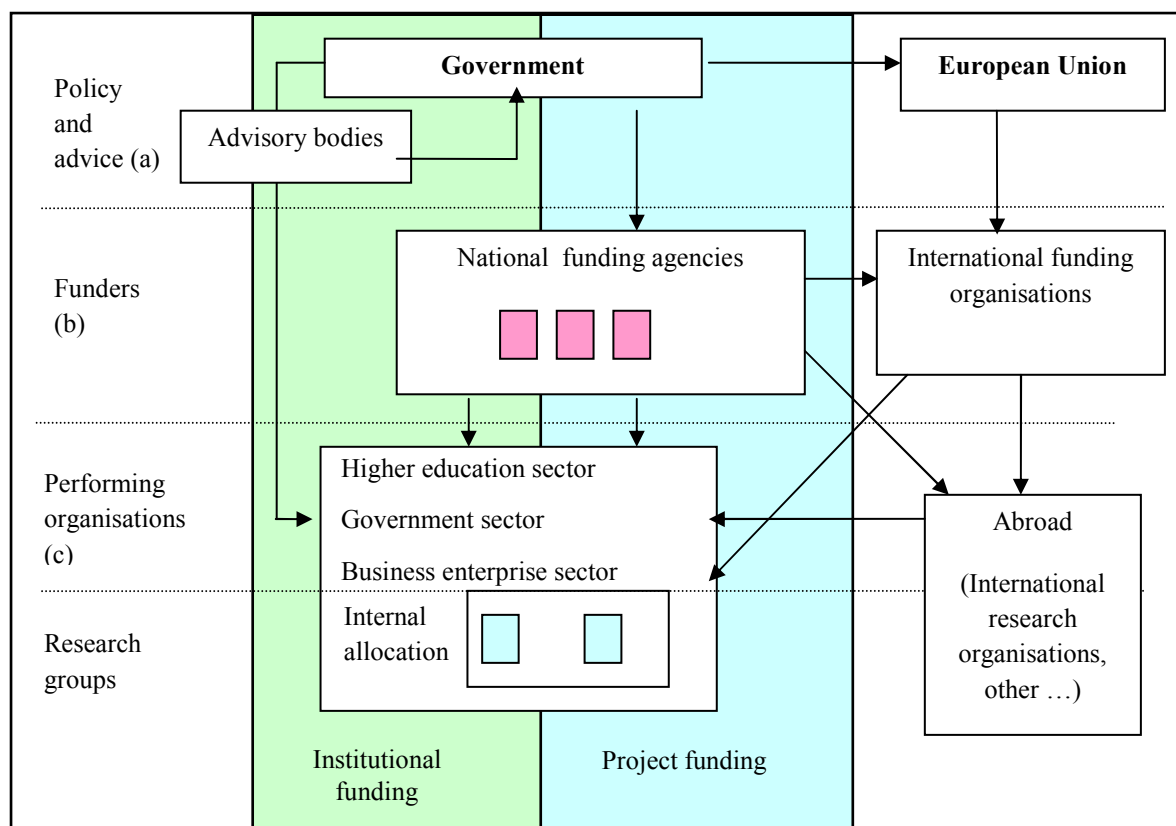 Government
European Union
Policy
and
advice (a)
Advisory bodies
National  funding agencies
International funding
organisations
Funders
(b)
Higher education sector
Government sector
Business enterprise sector
Internal
allocation
Performing
organisations
(c)
Abroad
(International
research
organisations,
other …)
Research
groups
Institutional
funding
Project funding